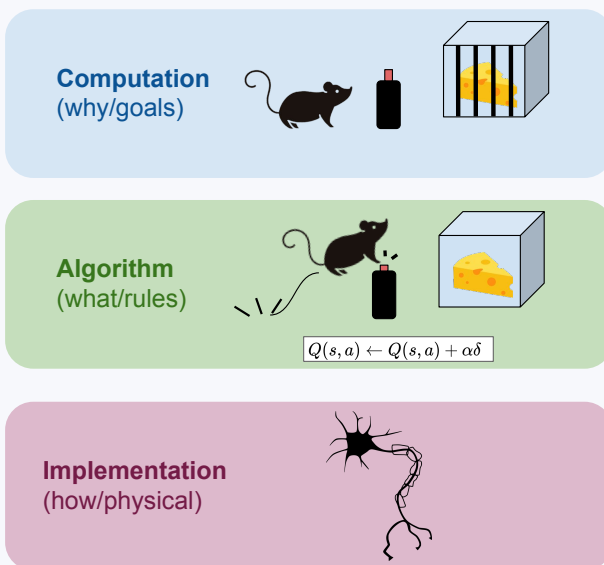 Computation
(why/goals)
Algorithm
(what/rules)
Q(s, a) ← Q(s, a) + αδ
Implementation
(how/physical)